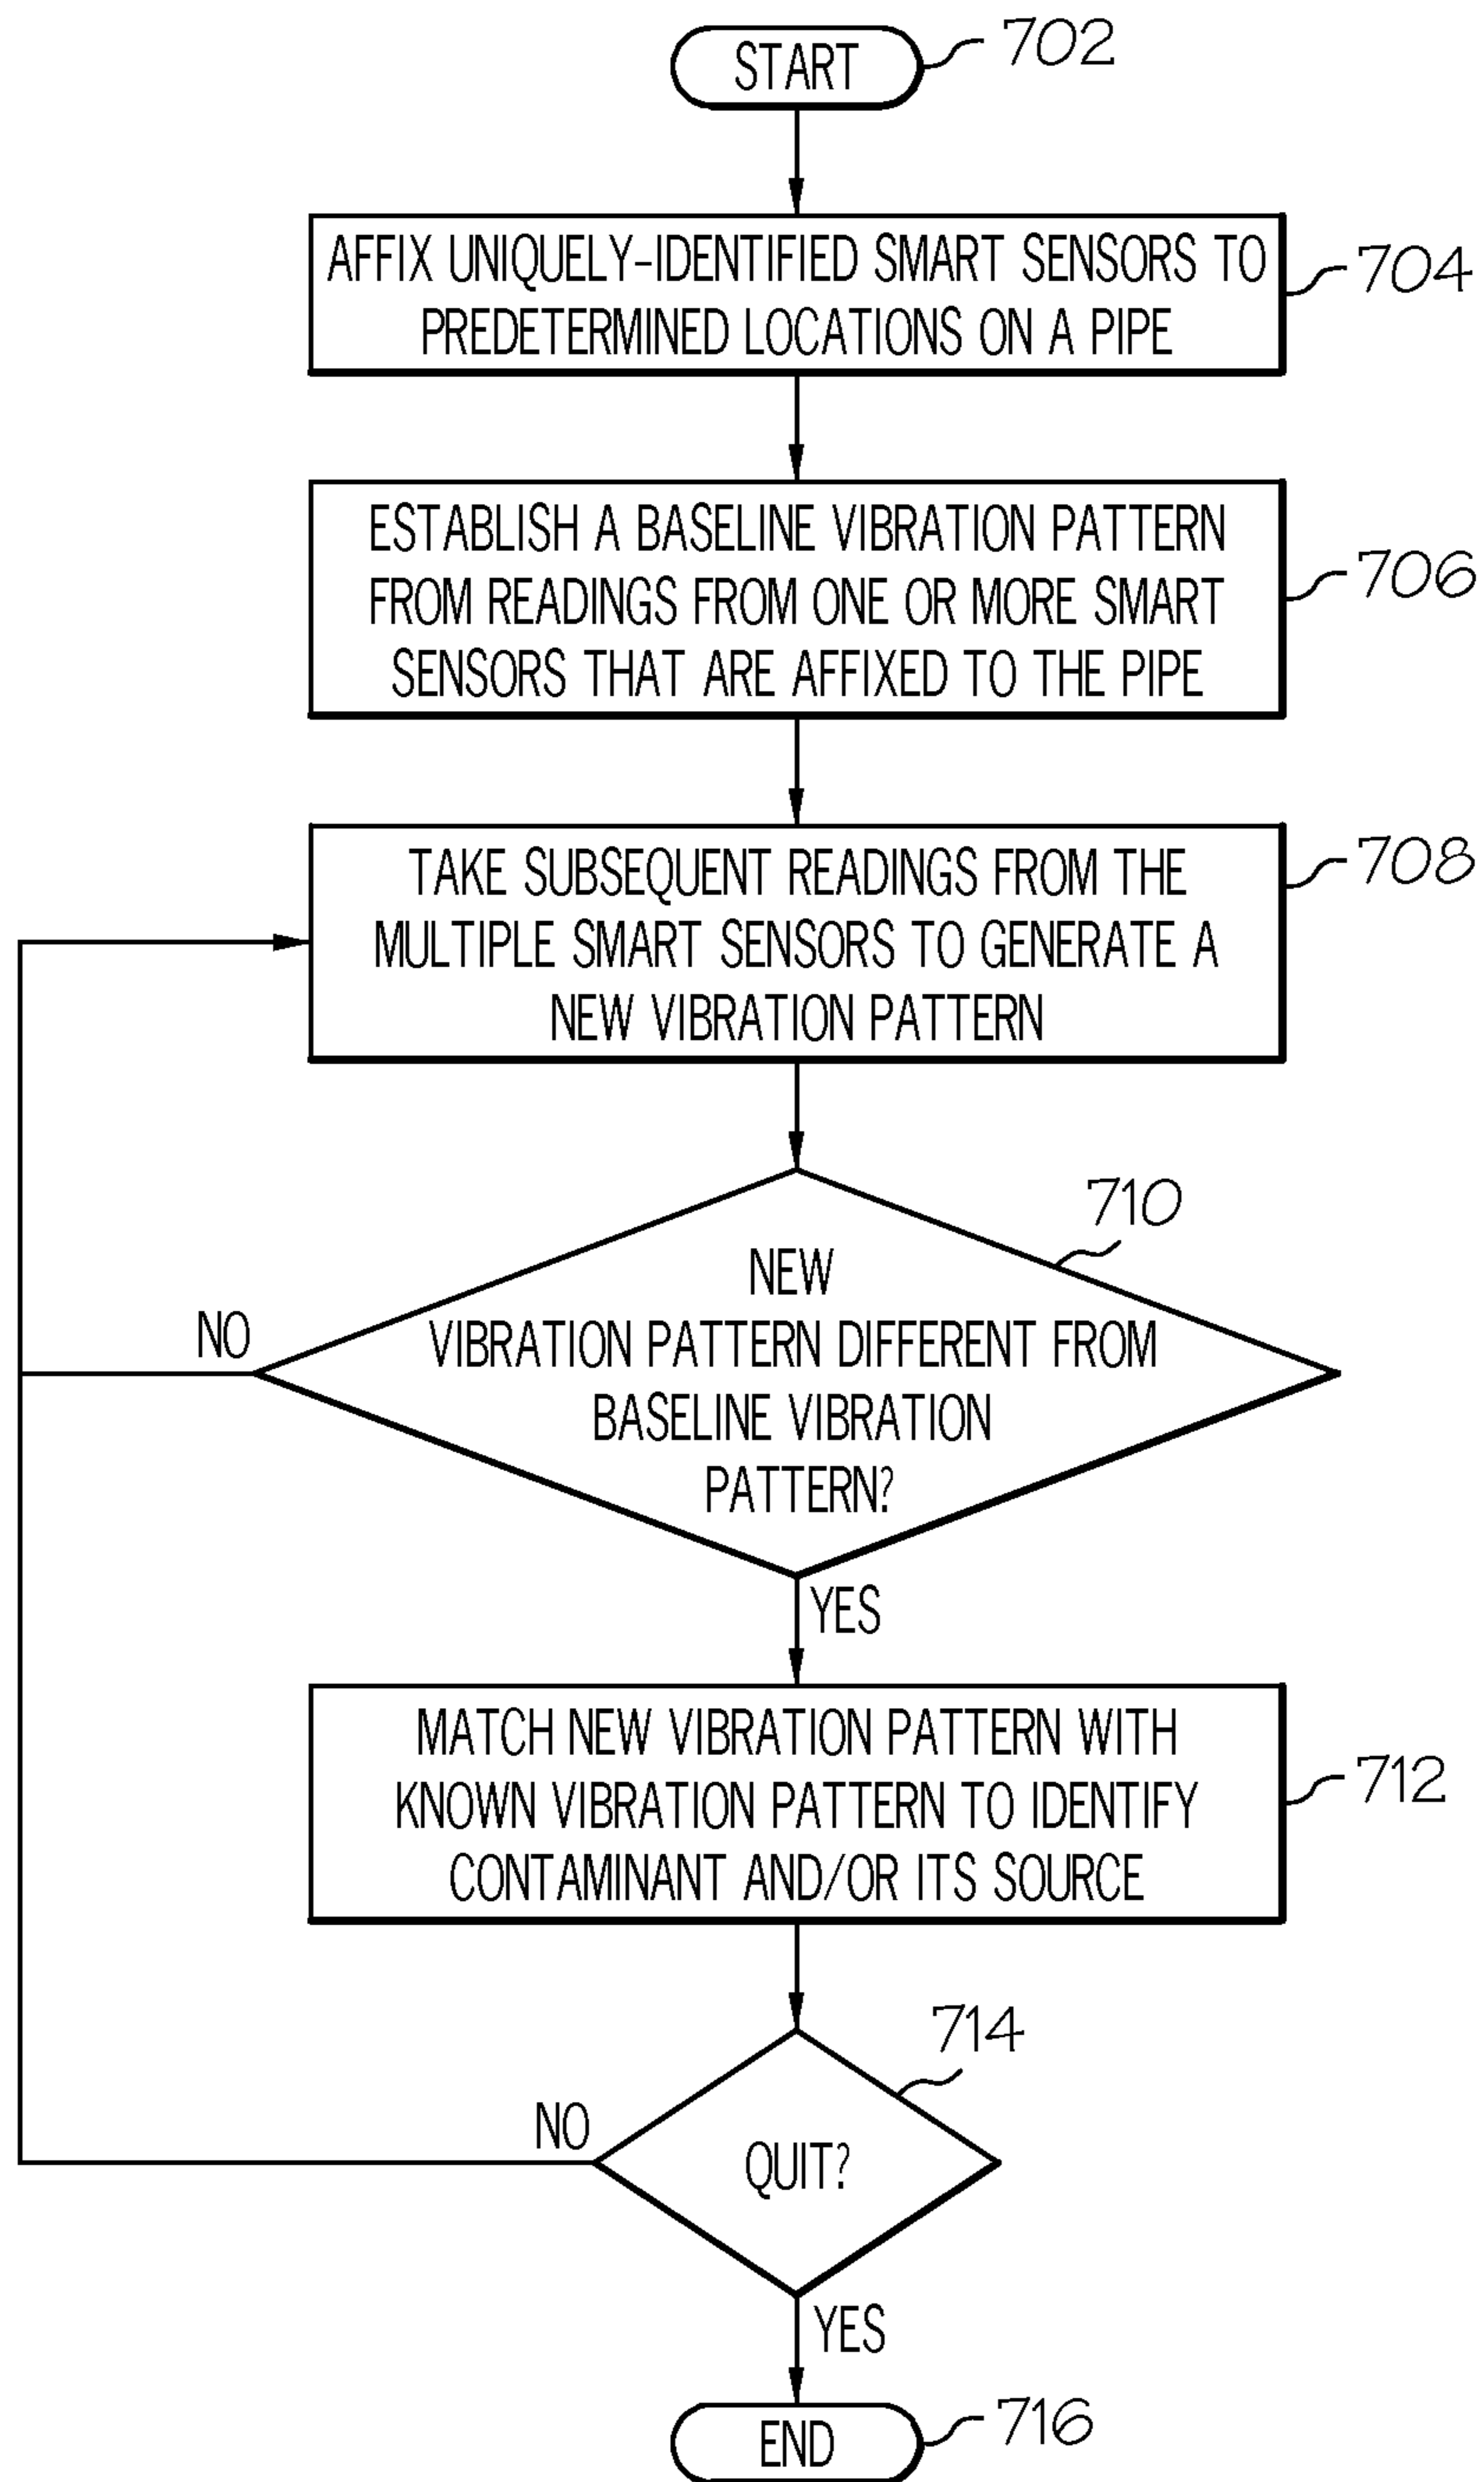 START
702
AFFIX UNIQUELY-IDENTIFIED SMART SENSORS TO
PREDETERMINED LOCATIONS ON A PIPE
704
ESTABLISH A BASELINE VIBRATION PATTERN
FROM READINGS FROM ONE OR MORE SMART
SENSORS THAT ARE AFFIXED TO THE PIPE
706
TAKE SUBSEQUENT READINGS FROM THE
MULTIPLE SMART SENSORS TO GENERATE A
NEW VIBRATION PATTERN
708
710
NEW
VIBRATION PATTERN DIFFERENT FROM
BASELINE VIBRATION
PATTERN?
NO
YES
MATCH NEW VIBRATION PATTERN WITH
KNOWN VIBRATION PATTERN TO IDENTIFY
CONTAMINANT AND/OR ITS SOURCE
712
714
QUIT?
NO
YES
END
716